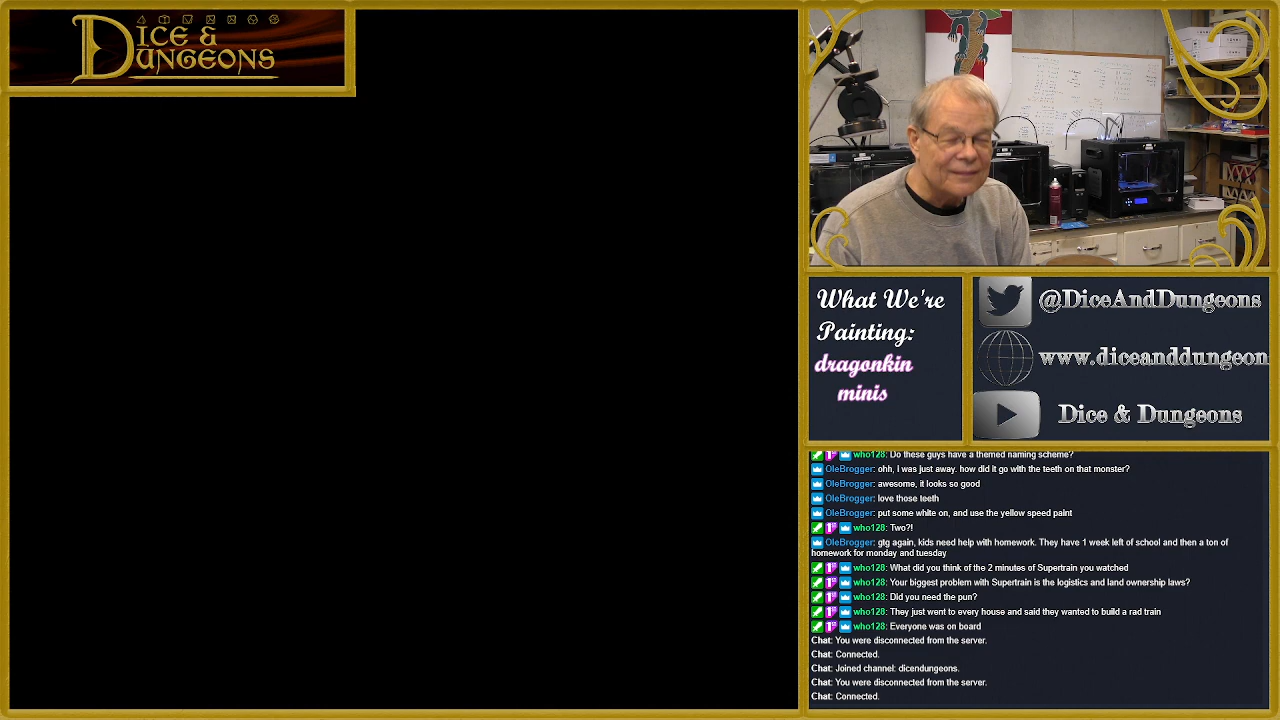 DICE &
DUNGEONS
What We're
Painting:
dragonkin
minis
@DiceAndDungeons
www.diceanddungeon
Dice & Dungeons
who128: Do these guys have a themed naming scheme?
OleBrogger: ohh, I was just away. how did it go with the teeth on that monster?
OleBrogger: awesome, it looks so good
OleBrogger: love those teeth
OleBrogger: put some white on, and use the yellow speed paint
who128: Two?!
OleBrogger: gtg again, kids need help with homework. They have 1 week left of school and then a ton of
homework for monday and tuesday
who128: What did you think of the 2 minutes of Supertrain you watched
who128: Your biggest problem with Supertrain is the logistics and land ownership laws?
who128: Did you need the pun?
who128: They just went to every house and said they wanted to build a rad train
who128: Everyone was on board
Chat: You were disconnected from the server.
Chat: Connected.
Chat: Joined channel: dicendungeons.
Chat: You were disconnected from the server.
Chat: Connected.